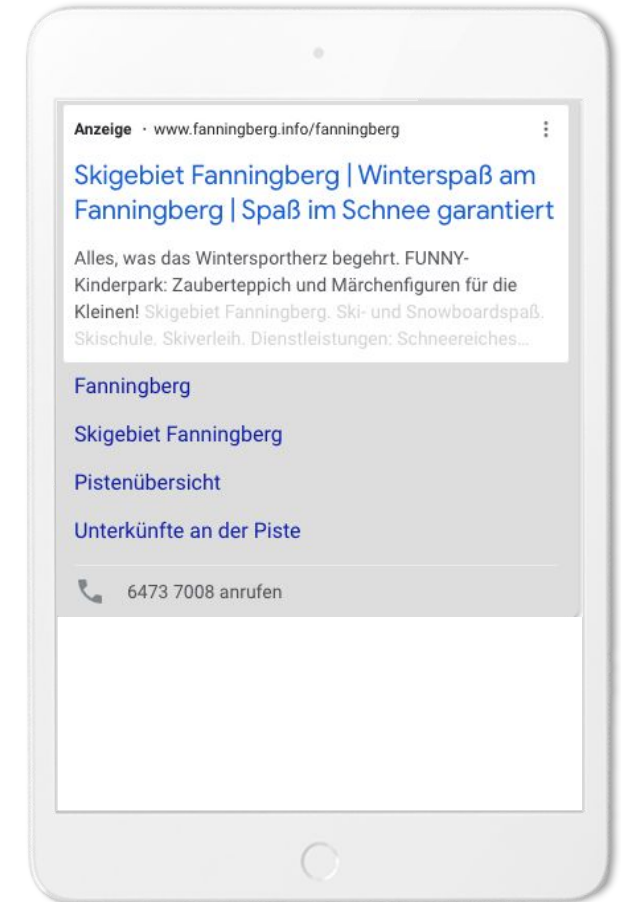 Anzeige · www.fanningberg.info/fanningberg
Skigebiet Fanningberg | Winterspaß am
Fanningberg | Spaß im Schnee garantiert
Alles, was das Wintersportherz begehrt. FUNNY-
Kinderpark: Zauberteppich und Märchenfiguren für die
Kleinen! Skigebiet Fanningberg. Ski- und Snowboardspaß.
Skischule. Skiverleih. Dienstleistungen: Schneereiches...
Fanningberg
Skigebiet Fanningberg
Pistenübersicht
Unterkünfte an der Piste
6473 7008 anrufen